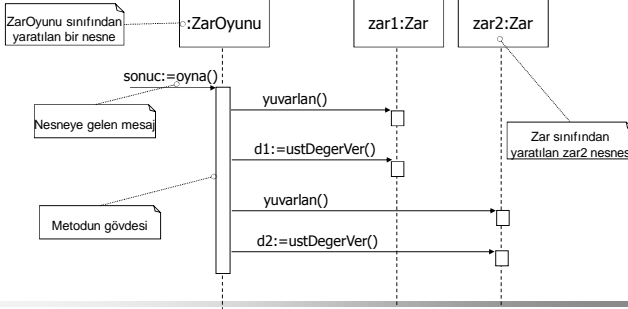 ZarOyunu sınıfından
yaratılan bir nesne
:ZarOyunu
zar1:Zar
zar2:Zar
sonuc:=oyna()
yuvarlan()
Nesneye gelen mesaj
d1:=ustDegerVer()
Zar sınıfından
yaratılan zar2 nesnes
yuvarlan()
Metodun gövdesi
d2:=ustDegerVer()